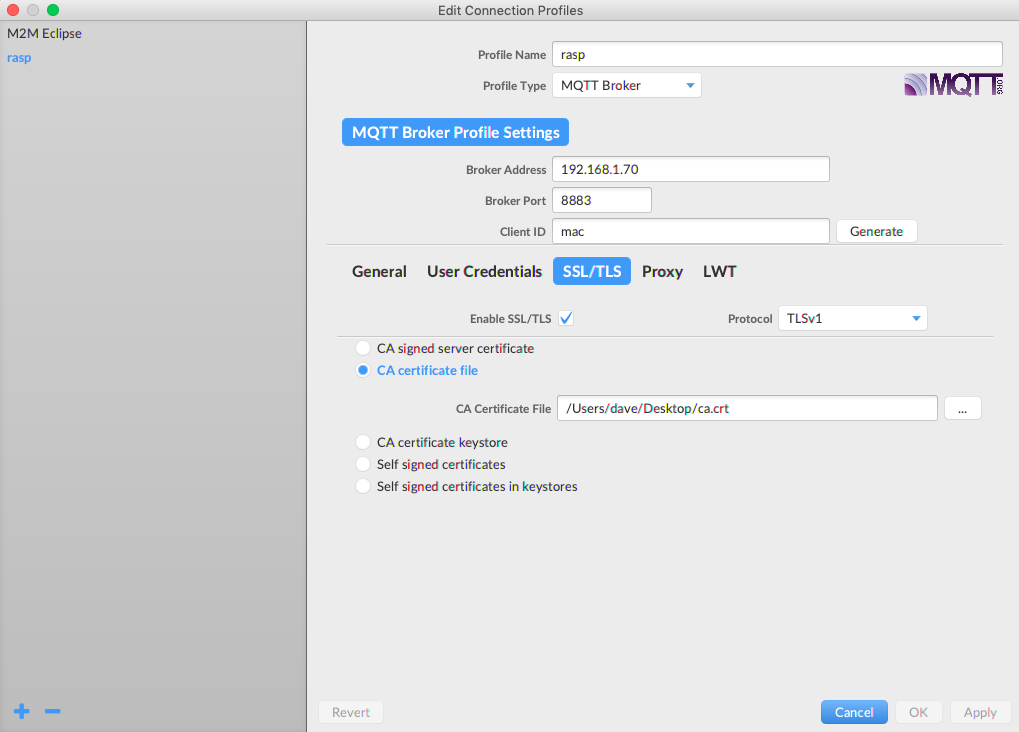 Edit Connection Profiles
M2M Eclipse
rasp
Profile Name rasp
Profile Type MQTT Broker
MQTT.ORG
MQTT Broker Profile Settings
Broker Address 192.168.1.70
Broker Port 8883
Client ID mac Generate
General User Credentials SSL/TLS Proxy LWT
Enable SSL/TLS Protocol TLSv1
CA signed server certificate
CA certificate file
CA Certificate File /Users/dave/Desktop/ca.crt ...
CA certificate keystore
Self signed certificates
Self signed certificates in keystores
Revert Cancel OK Apply